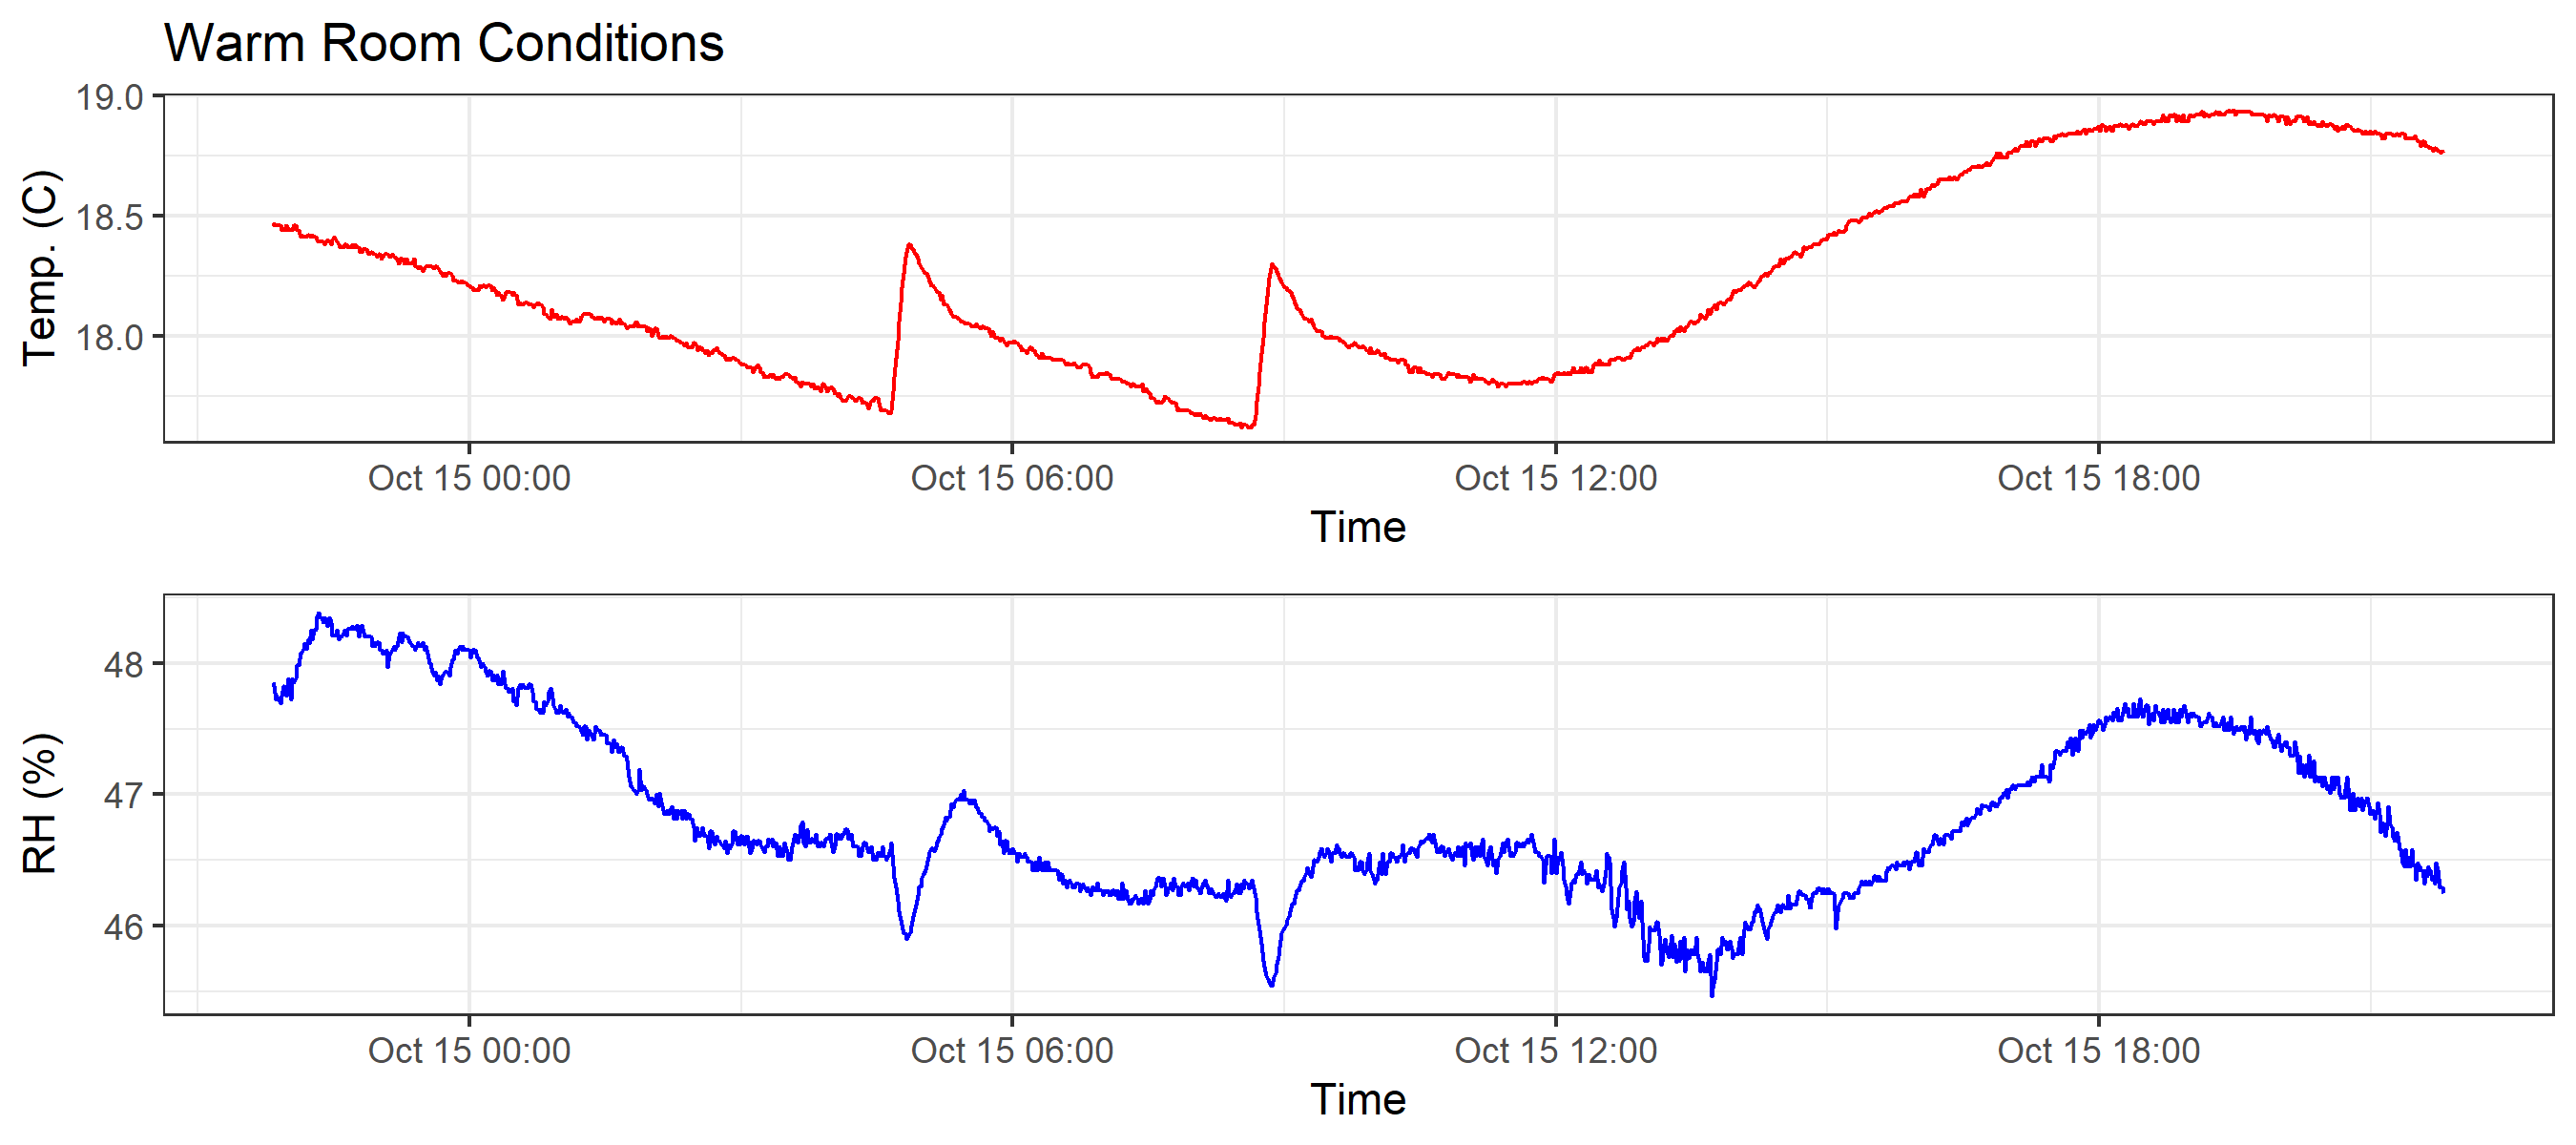 Warm Room Conditions
Temp. (C)
19.0
18.5
18.0
Oct 15 00:00 Oct 15 06:00 Oct 15 12:00 Oct 15 18:00
Time
RH (%)
48
47
46
Oct 15 00:00 Oct 15 06:00 Oct 15 12:00 Oct 15 18:00
Time